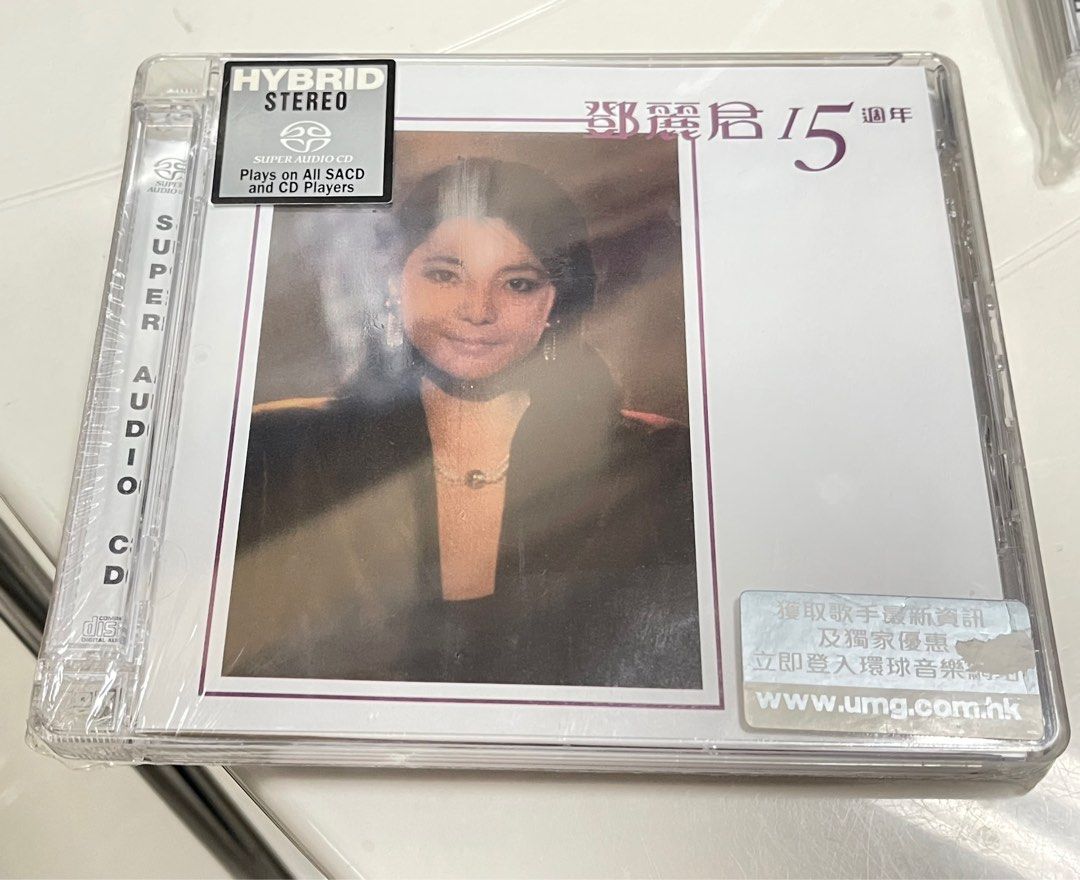 HYBRID
STEREO
SUPER AUDIO CD
Plays on All SACD
and CD Players
鄧麗君 15 週年
SUPER AUDIO CD
獲取歌手最新資訊
及獨家優惠
立即登入環球音樂網站
www.umg.com.hk